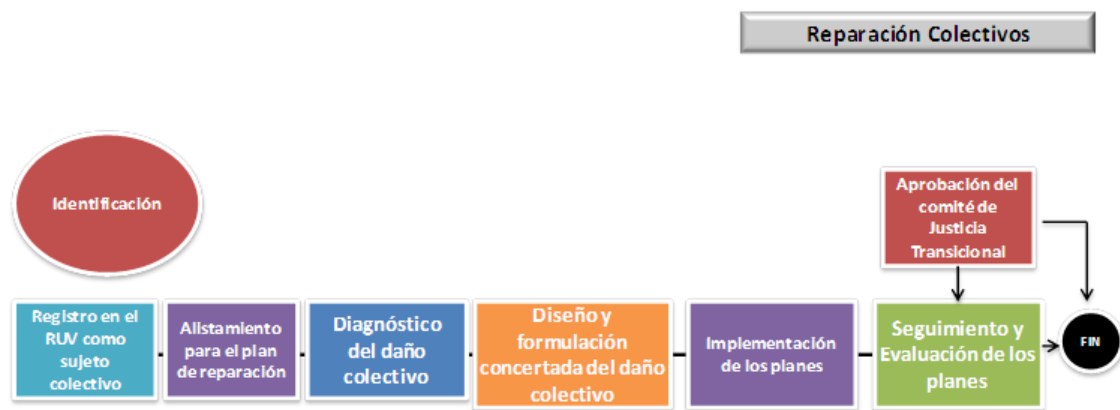 Reparación Colectivos
Identificación
Aprobación del
comité de
Justicia
Transicional
Registro en el
RUV como
sujeto
colectivo
Alistamiento
para el plan
de reparación
Diagnóstico
del daño
colectivo
Diseño y
formulación
concertada del daño
colectivo
Implementación
de los planes
Seguimiento y
Evaluación de los
planes
FIN